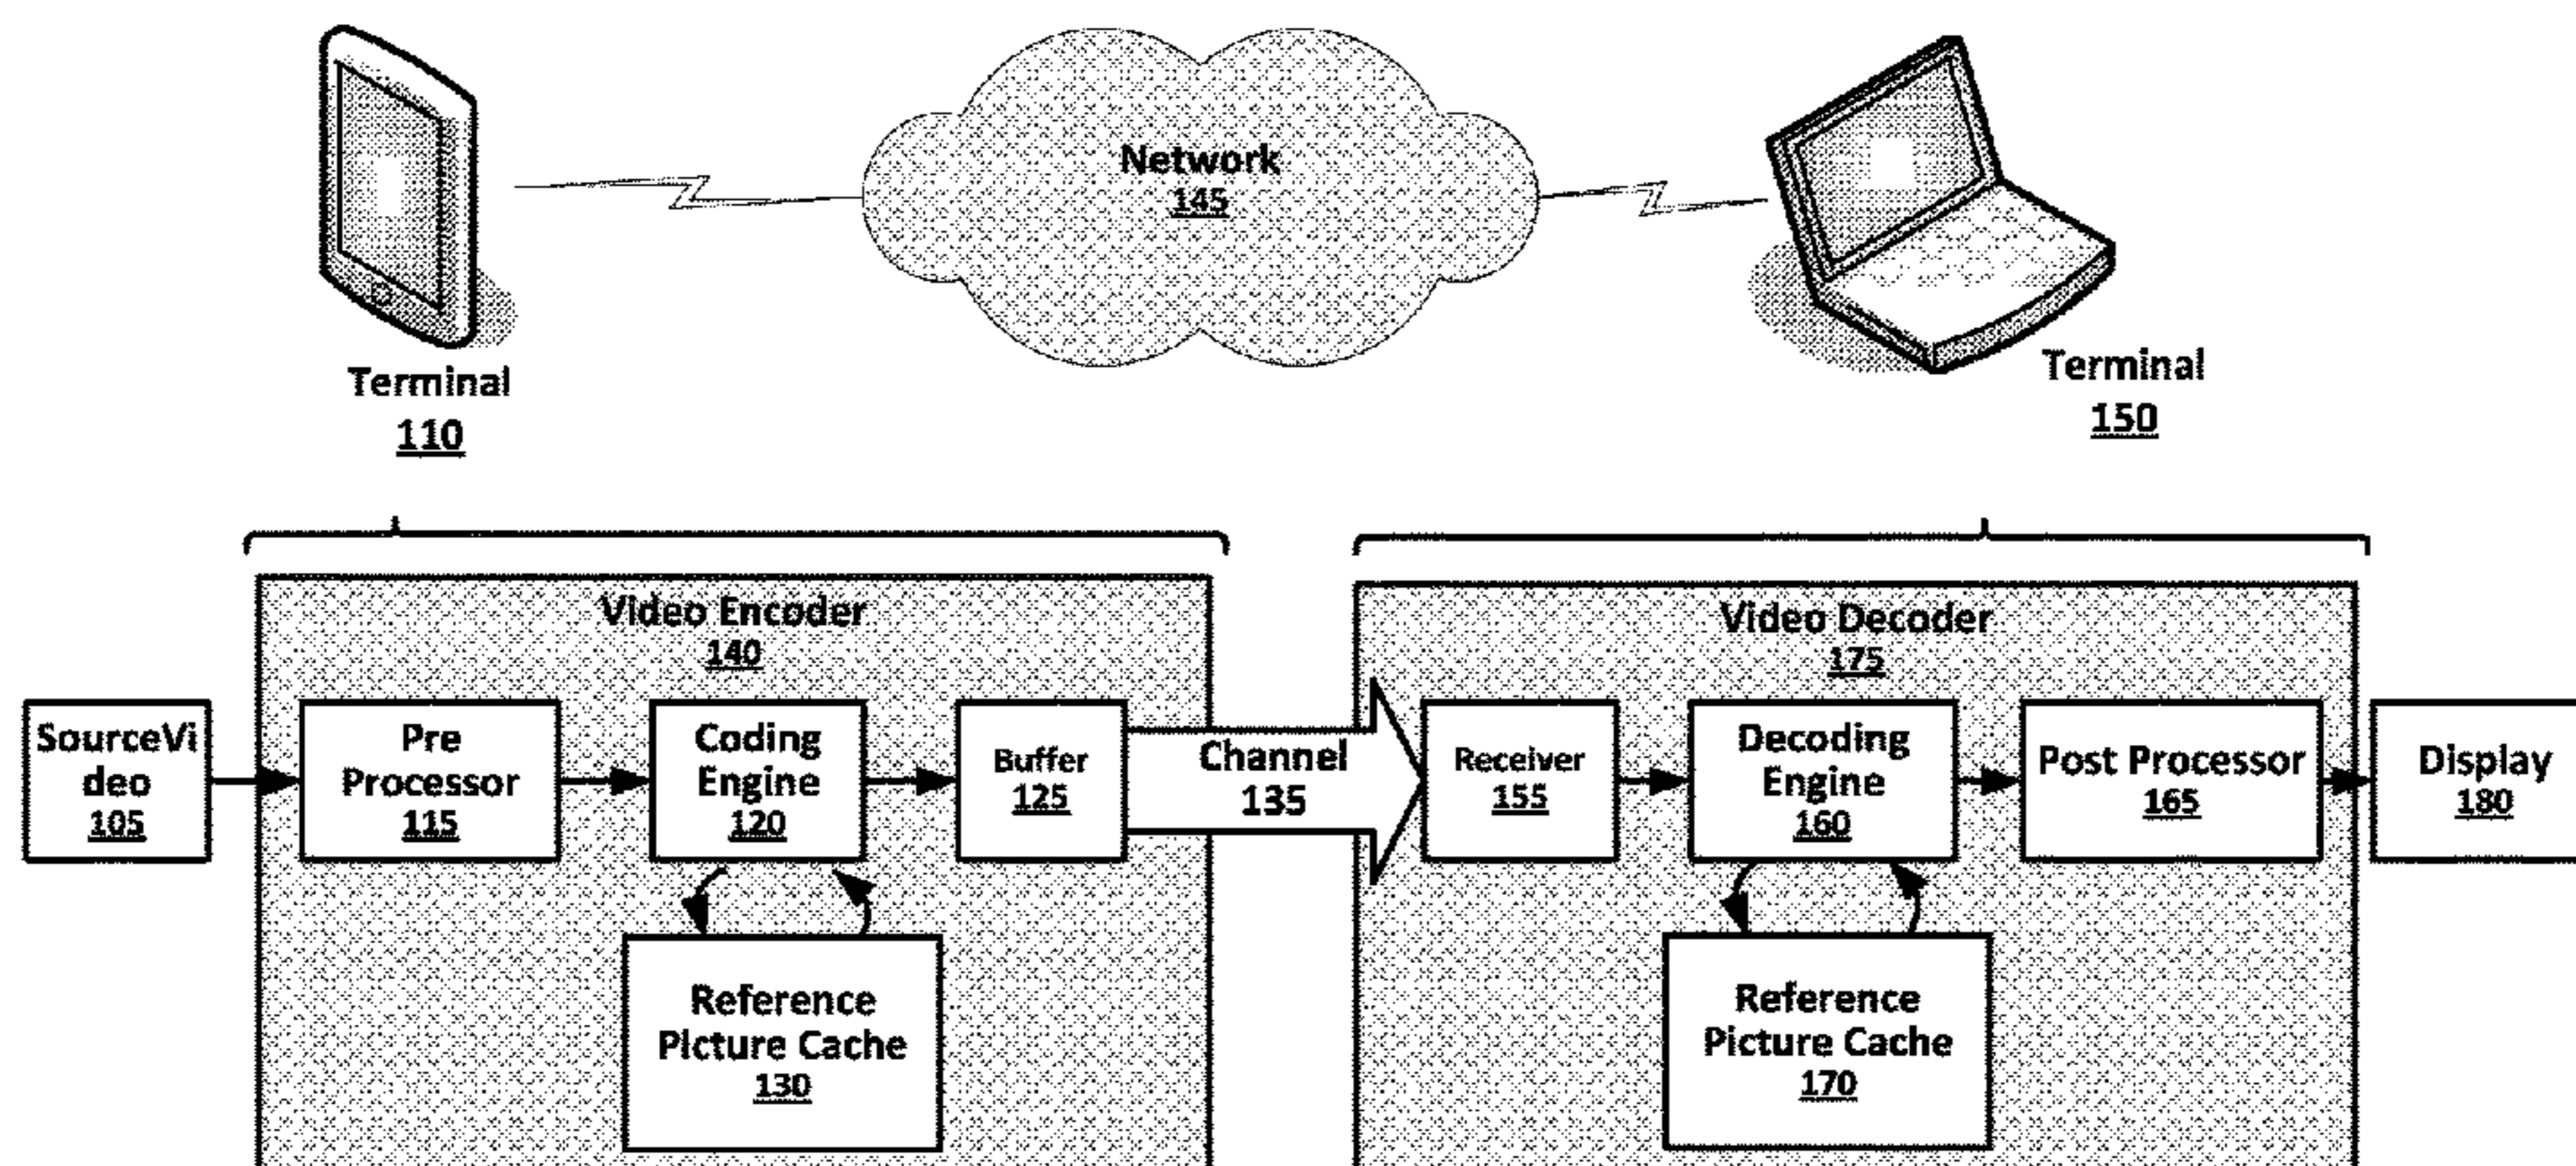 Network
145
Terminal
110
Terminal
150
Video Encoder
140
Video Decoder
175
SourceVi
deo
105
Pre
Processor
115
Coding
Engine
120
Buffer
125
Channel
135
Receiver
155
Decoding
Engine
160
Post Processor
165
Display
180
Reference
Picture Cache
130
Reference
Picture Cache
170